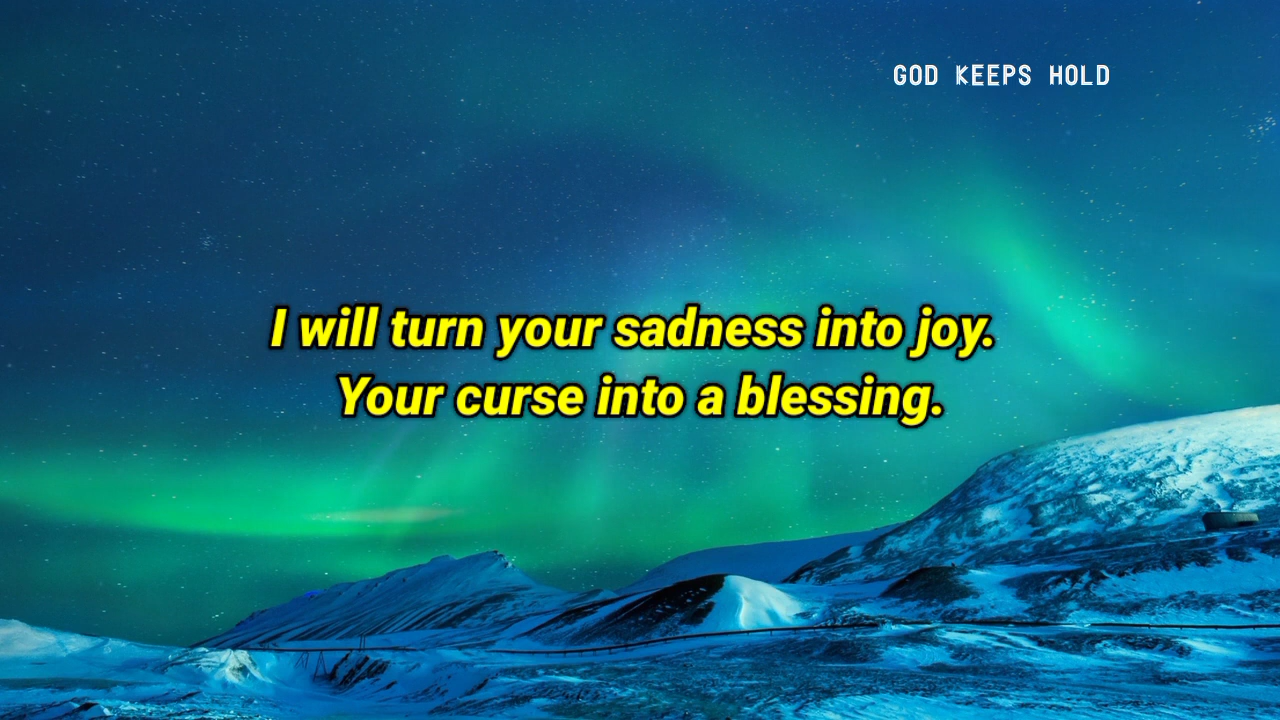 GOD KEEPS HOLD
I will turn your sadness into joy.
Your curse into a blessing.